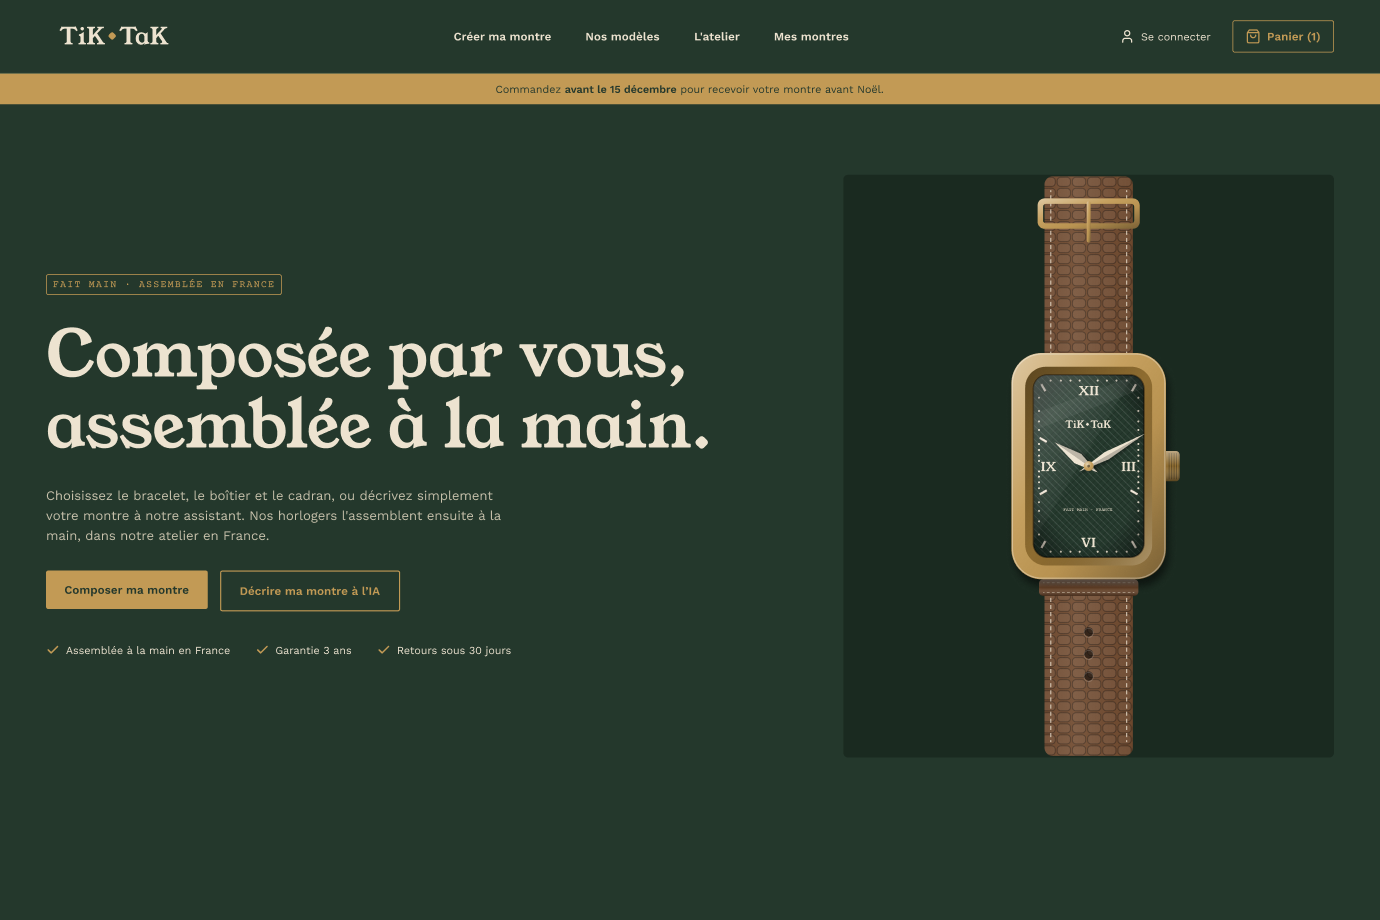 TiK•TaK
Créer ma montre
Nos modèles
L'atelier
Mes montres
Se connecter
Panier (1)
Commandez avant le 15 décembre pour recevoir votre montre avant Noël.
FAIT MAIN · ASSEMBLÉE EN FRANCE
Composée par vous,
assemblée à la main.
Choisissez le bracelet, le boîtier et le cadran, ou décrivez simplement
votre montre à notre assistant. Nos horlogers l'assemblent ensuite à la
main, dans notre atelier en France.
Composer ma montre
Décrire ma montre à l'IA
Assemblée à la main en France
Garantie 3 ans
Retours sous 30 jours
XII
TiK•TaK
IX
III
FAIT MAIN · FRANCE
VI